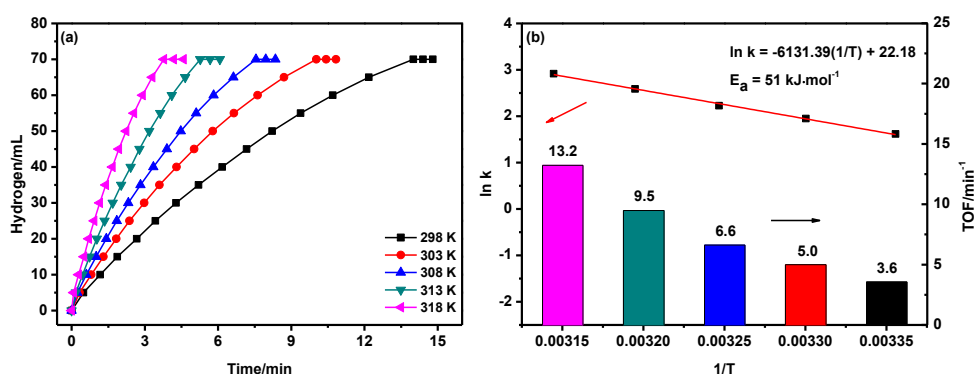 (a)
80
70
60
50
40
30
20
10
0
Hydrogen/mL
298 K
303 K
308 K
313 K
318 K
0 3 6 9 12 15
Time/min
(b)
ln k = -6131.39(1/T) + 22.18
Ea = 51 kJ·mol-1
4
3
2
1
0
-1
-2
ln k
13.2
9.5
6.6
5.0
3.6
25
20
15
10
5
0
TOF/min-1
0.00315 0.00320 0.00325 0.00330 0.00335
1/T